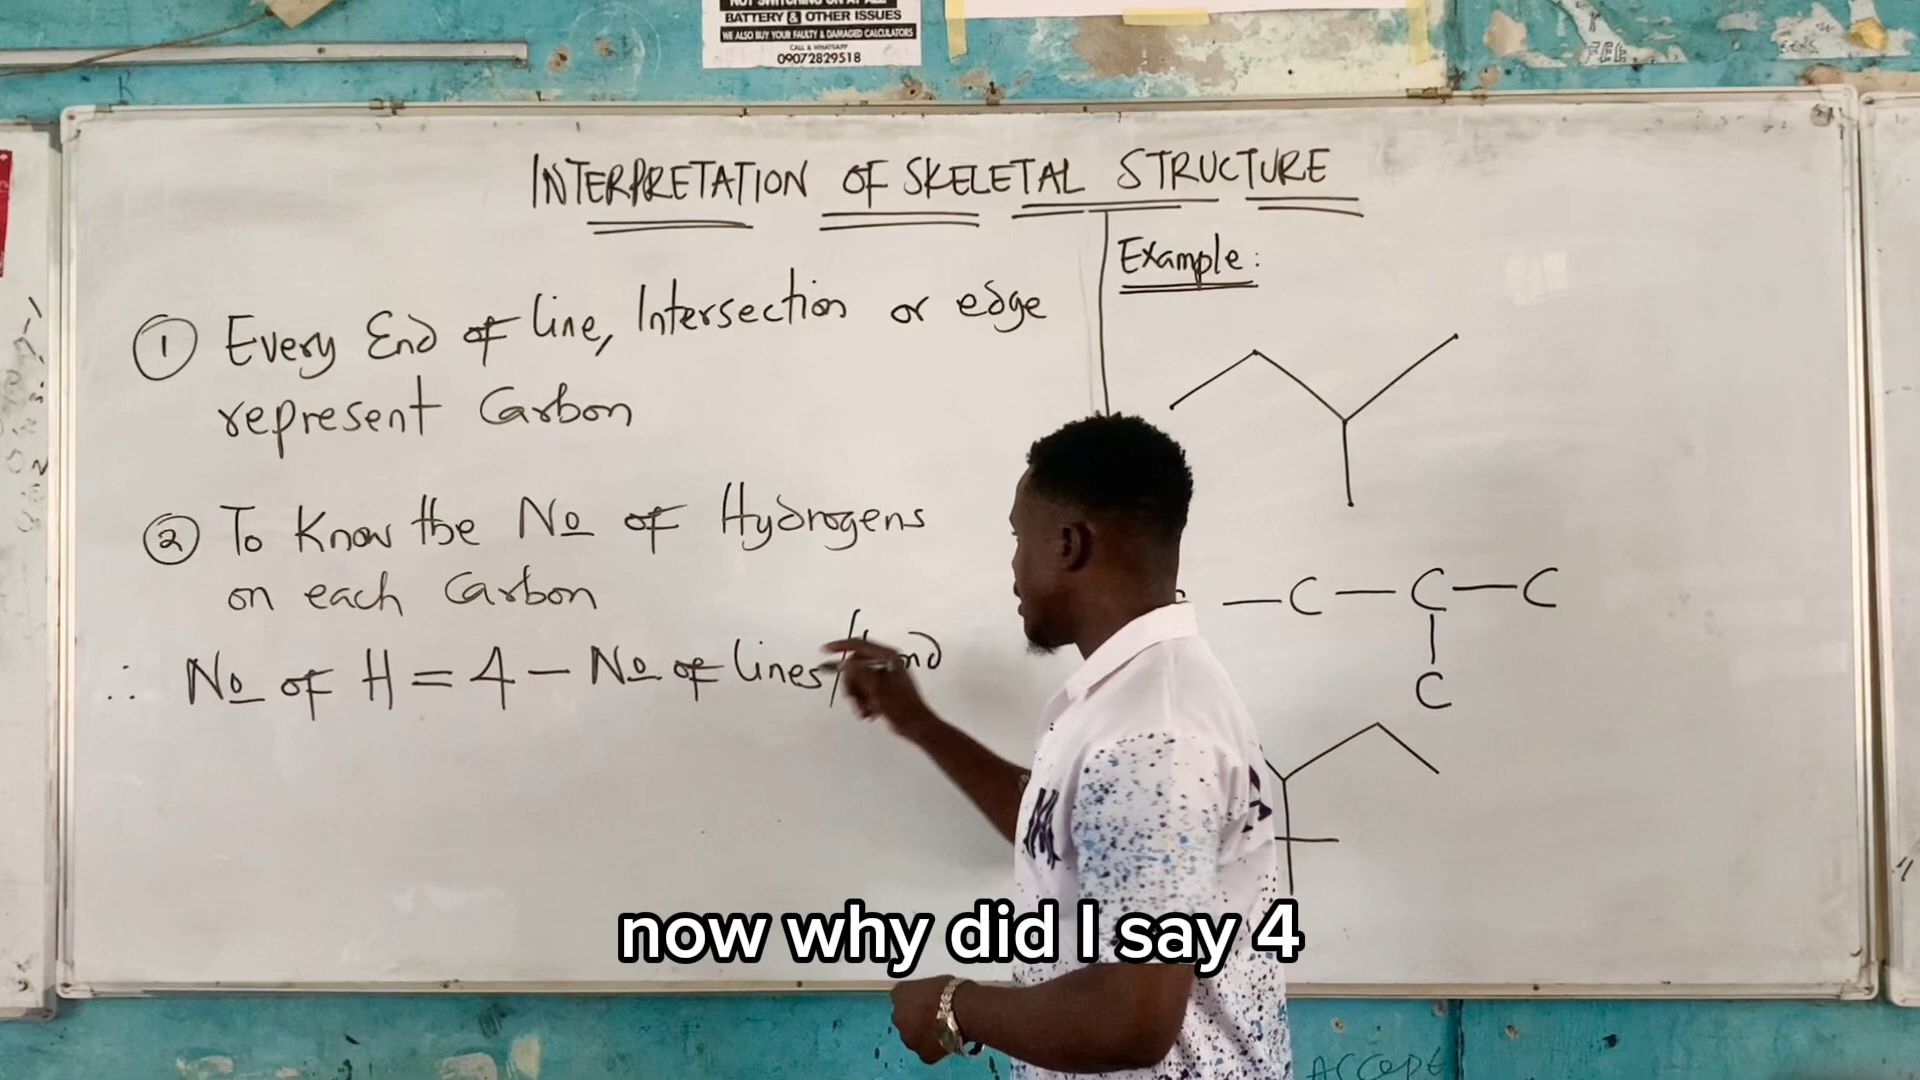 BATTERY & OTHER ISSUES
WE ALSO BUY YOUR FAULTY & DAMAGED CALCULATORS
CALL & WHATSAPP
09072829518
INTERPRETATION OF SKELETAL STRUCTURE
① Every End of line, Intersection or edge
represent Carbon
② To Know the No of Hydrogens
on each Carbon
∴ No of H = 4 - No of lines/
Example:
— C — C — C
C
now why did I say 4
ACCEPT